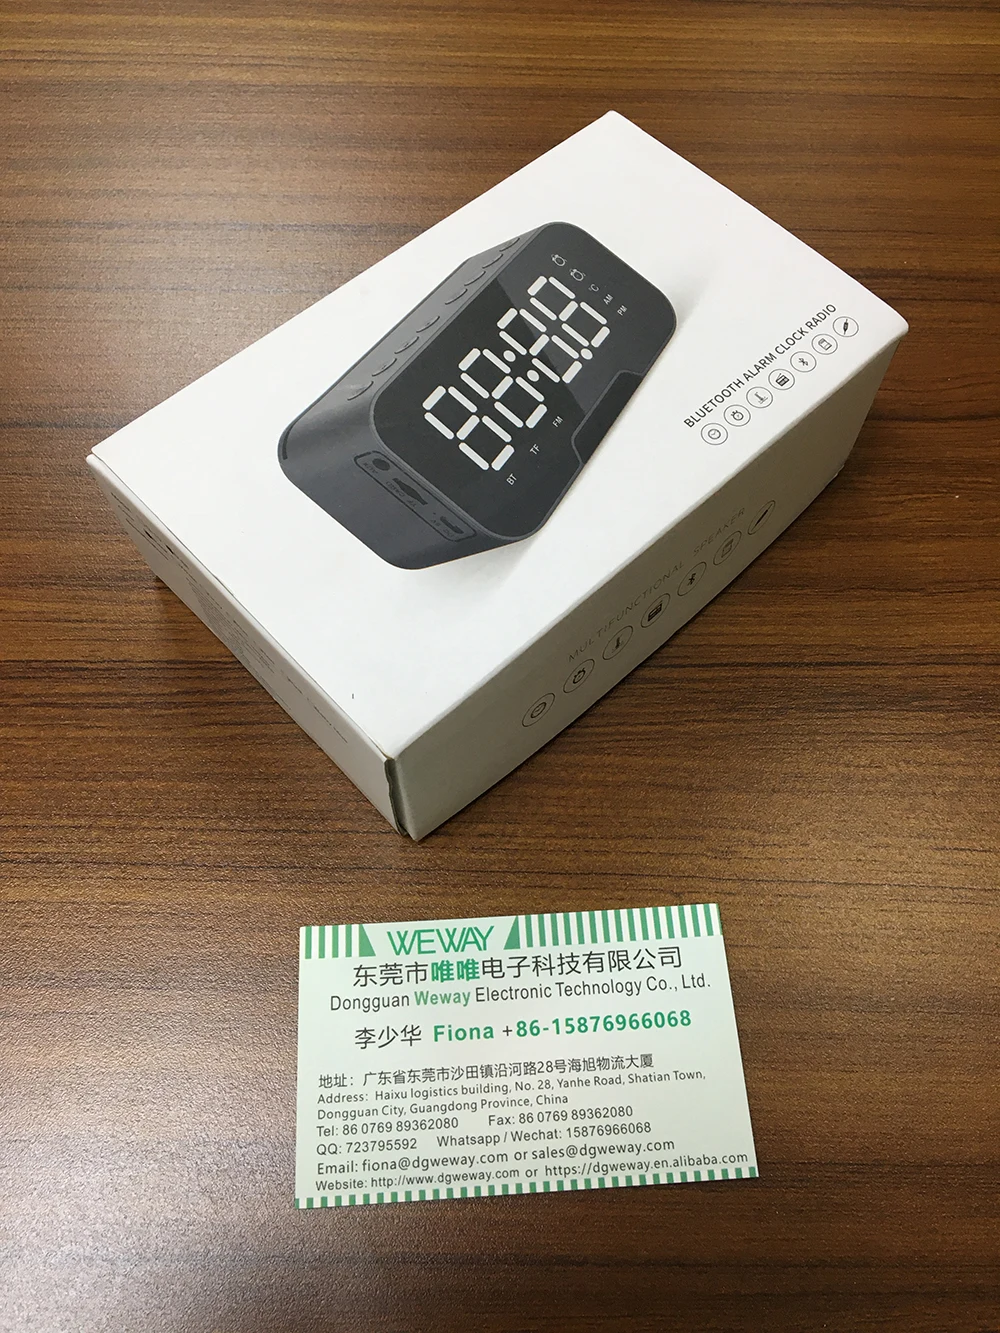 88:88
°C
AM
PM
BT
TF
FM
BLUETOOTH ALARM CLOCK RADIO
MULTIFUNCTIONAL SPEAKER
WEWAY
东莞市唯唯电子科技有限公司
Dongguan Weway Electronic Technology Co., Ltd.
李少华 Fiona +86-15876966068
地址：广东省东莞市沙田镇沿河路28号海旭物流大厦
Address: Haixu logistics building, No. 28, Yanhe Road, Shatian Town,
Dongguan City, Guangdong Province, China
Tel: 86 0769 89362080 Fax: 86 0769 89362080
QQ: 723795592 Whatsapp / Wechat: 15876966068
Email: fiona@dgweway.com or sales@dgweway.com
Website: http://www.dgweway.com or https://dgweway.en.alibaba.com